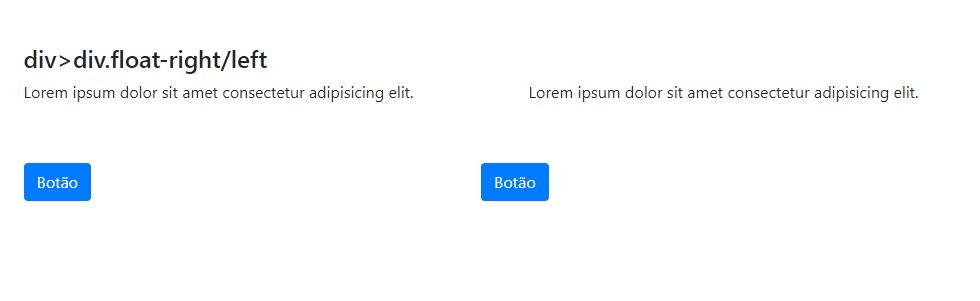 div>div.float-right/left
Lorem ipsum dolor sit amet consectetur adipisicing elit.
Lorem ipsum dolor sit amet consectetur adipisicing elit.
Botão
Botão